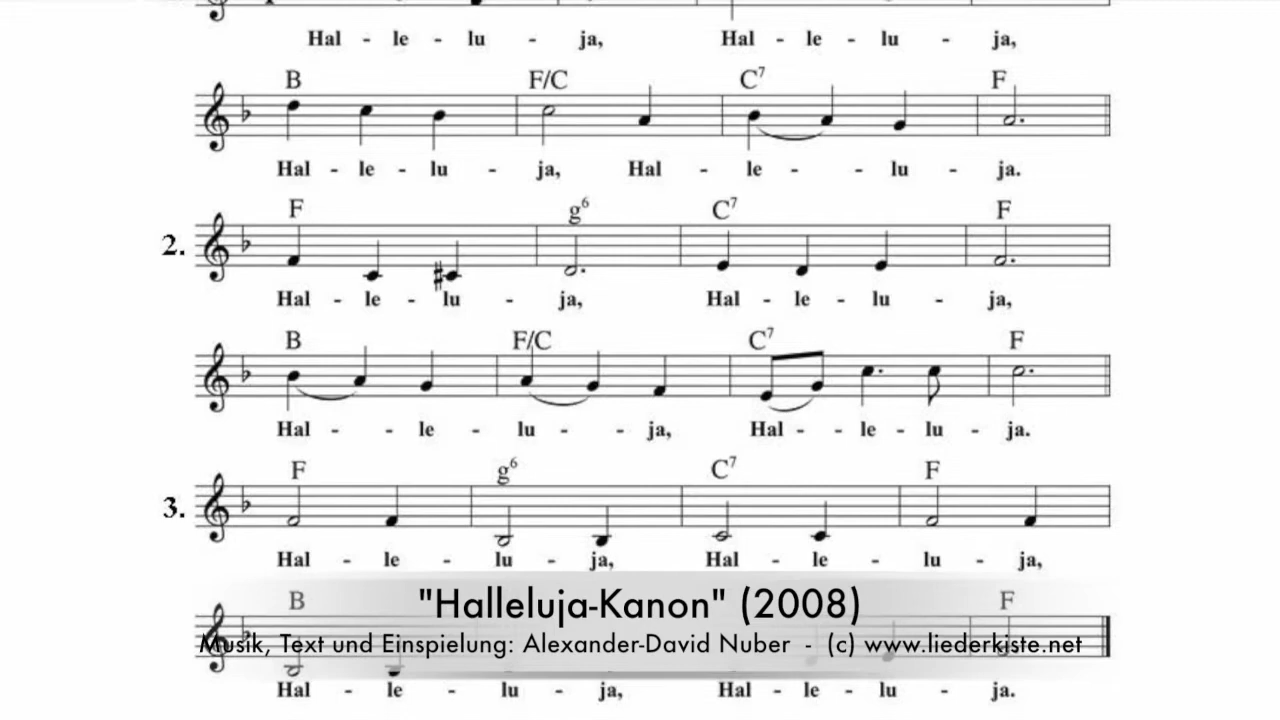 Hal - le - lu - ja, Hal - le - lu - ja,
B F/C C7 F
Hal - le - lu - ja, Hal - le - lu - ja.
F g6 C7 F
2.
Hal - le - lu - ja, Hal - le - lu - ja,
B F/C C7 F
Hal - le - lu - ja, Hal - le - lu - ja.
F g6 C7 F
3.
Hal - le - lu - ja, Hal - le - lu - ja,
B F
"Halleluja-Kanon" (2008)
Musik, Text und Einspielung: Alexander-David Nuber - (c) www.liederkiste.net
Hal - le - lu - ja, Hal - le - lu - ja.